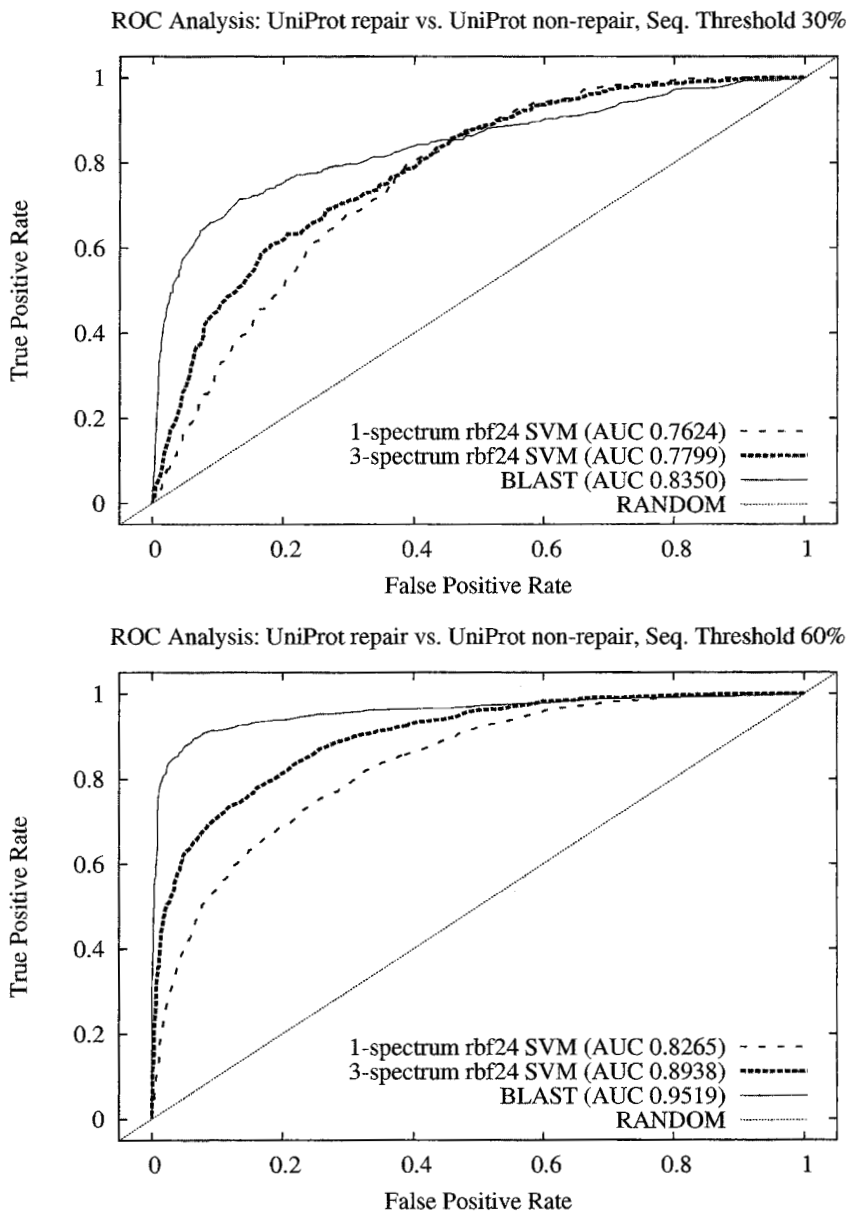 ROC Analysis: UniProt repair vs. UniProt non-repair, Seq. Threshold 30%
1
0.8
0.6
0.4
0.2
0
True Positive Rate
1-spectrum rbf24 SVM (AUC 0.7624)
3-spectrum rbf24 SVM (AUC 0.7799)
BLAST (AUC 0.8350)
RANDOM
0 0.2 0.4 0.6 0.8 1
False Positive Rate
ROC Analysis: UniProt repair vs. UniProt non-repair, Seq. Threshold 60%
1
0.8
0.6
0.4
0.2
0
True Positive Rate
1-spectrum rbf24 SVM (AUC 0.8265)
3-spectrum rbf24 SVM (AUC 0.8938)
BLAST (AUC 0.9519)
RANDOM
0 0.2 0.4 0.6 0.8 1
False Positive Rate